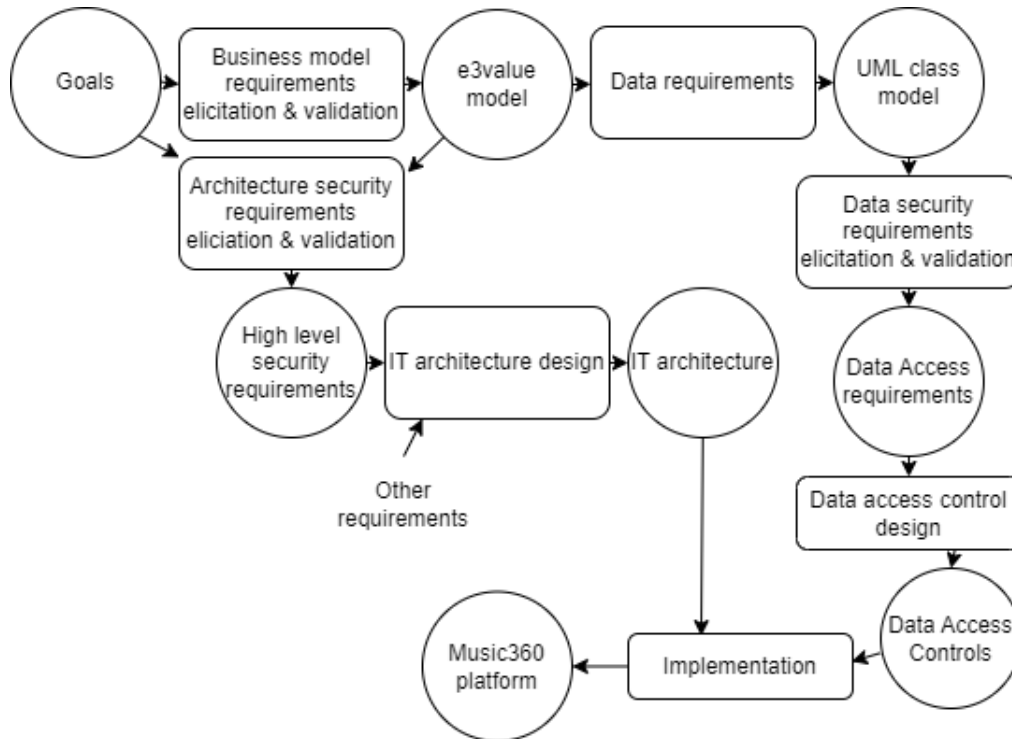 Goals
Business model
requirements
elicitation & validation
e3value
model
Data requirements
UML class
model
Architecture security
requirements
eliciation & validation
Data security
requirements
elicitation & validation
High level
security
requirements
IT architecture design
IT architecture
Data Access
requirements
Other
requirements
Data access control
design
Music360
platform
Implementation
Data Access
Controls